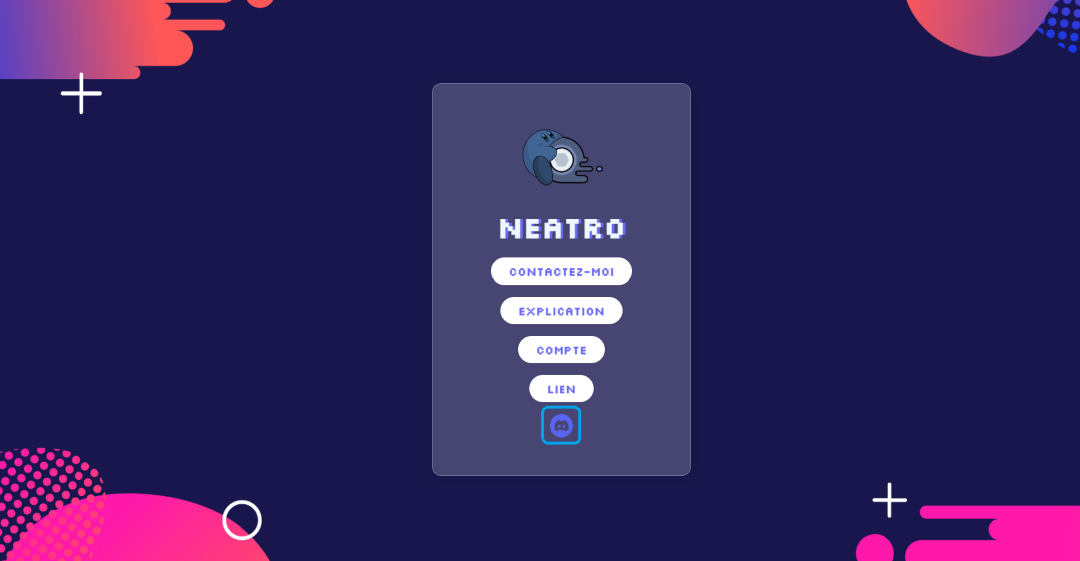 NEATRO
CONTACTEZ-MOI
EXPLICATION
COMPTE
LIEN